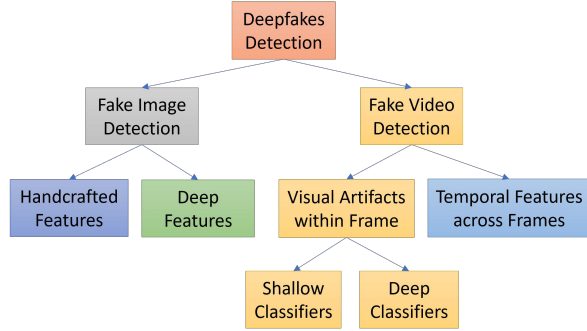 Deepfakes
Detection
Fake Image
Detection
Fake Video
Detection
Handcrafted
Features
Deep
Features
Visual Artifacts
within Frame
Temporal Features
across Frames
Shallow
Classifiers
Deep
Classifiers